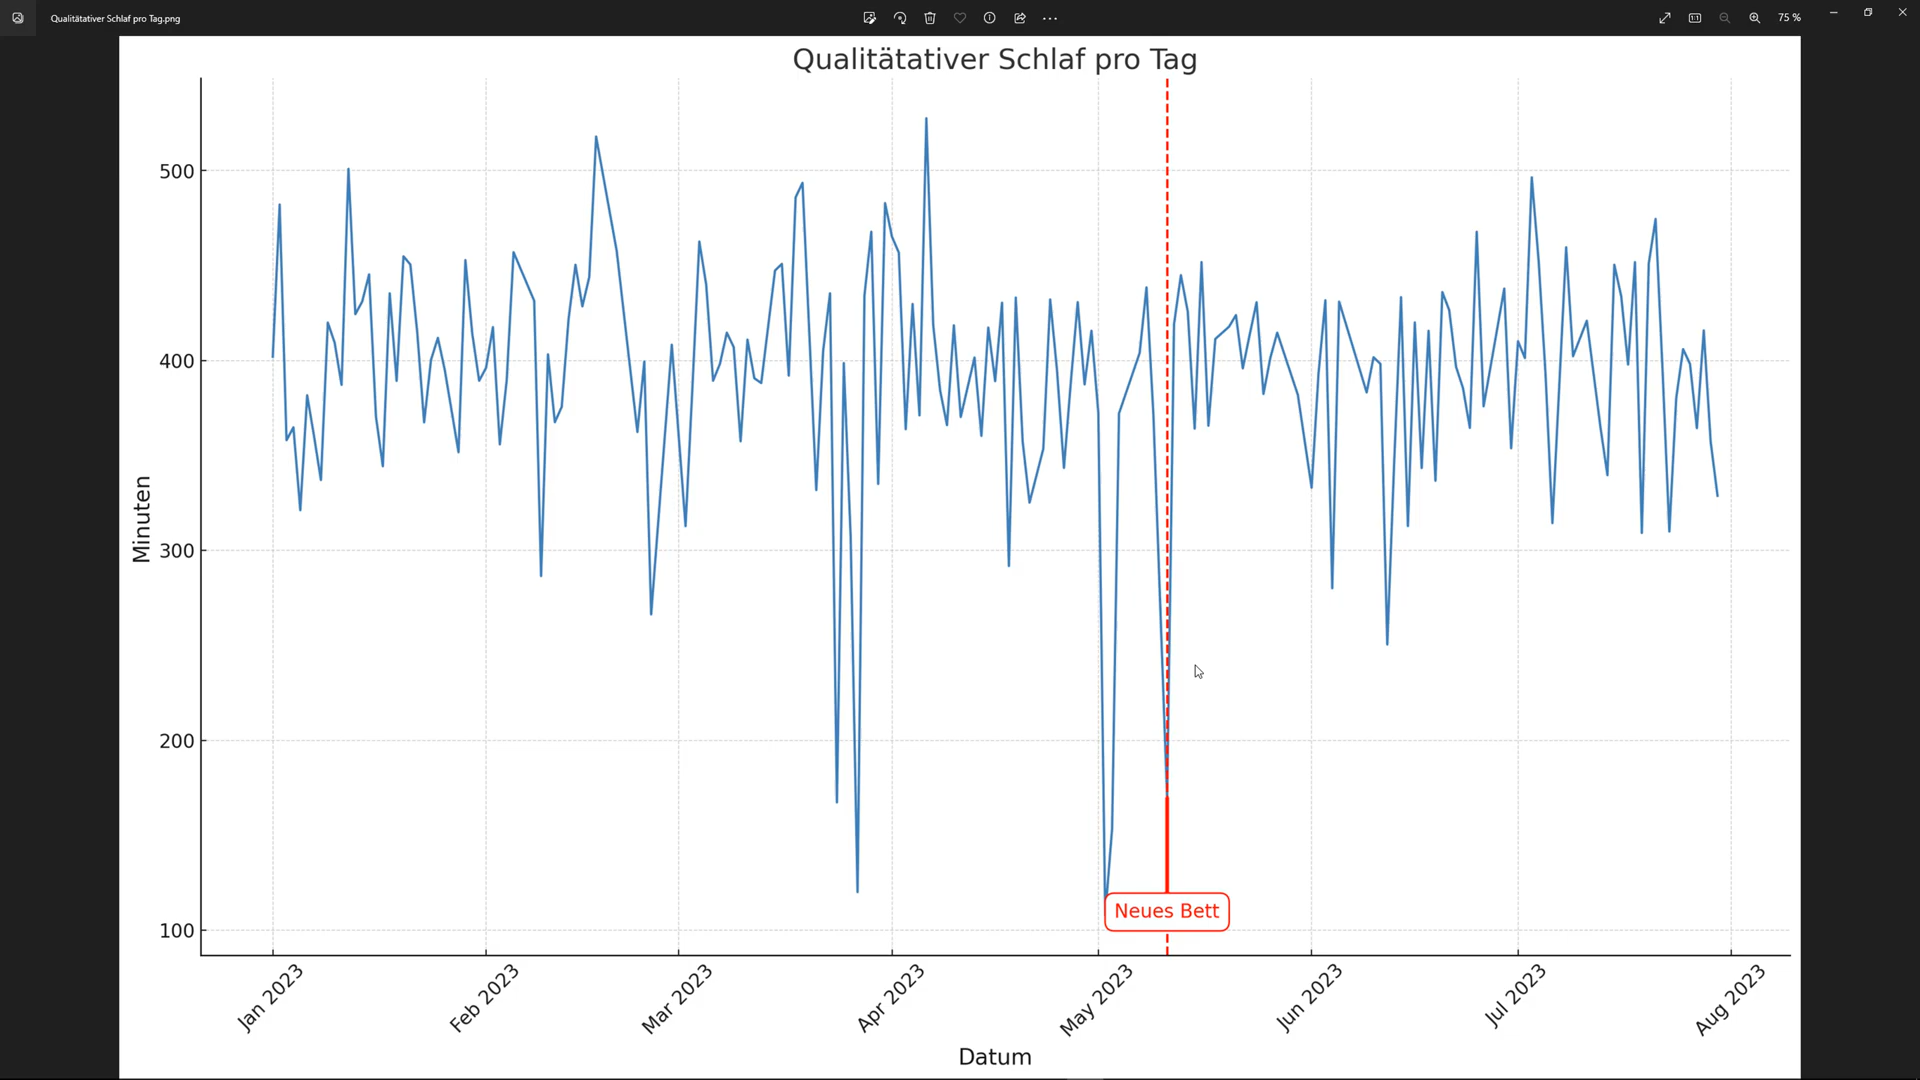 Qualitätativer Schlaf pro Tag.png
75 %
Qualitätativer Schlaf pro Tag
500
400
300
200
100
Minuten
Neues Bett
Jan 2023
Feb 2023
Mar 2023
Apr 2023
May 2023
Jun 2023
Jul 2023
Aug 2023
Datum